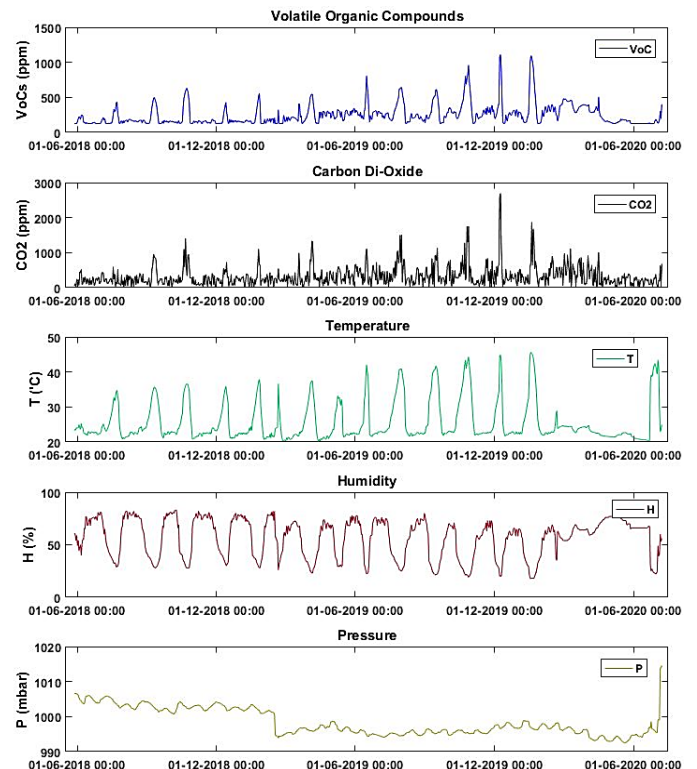 Volatile Organic Compounds
VoCs (ppm)
1500
1000
500
0
VoC
01-06-2018 00:00 01-12-2018 00:00 01-06-2019 00:00 01-12-2019 00:00 01-06-2020 00:00
Carbon Di-Oxide
CO2 (ppm)
3000
2000
1000
0
CO2
01-06-2018 00:00 01-12-2018 00:00 01-06-2019 00:00 01-12-2019 00:00 01-06-2020 00:00
Temperature
T ('C)
50
40
30
20
T
01-06-2018 00:00 01-12-2018 00:00 01-06-2019 00:00 01-12-2019 00:00 01-06-2020 00:00
Humidity
H (%)
100
50
0
H
01-06-2018 00:00 01-12-2018 00:00 01-06-2019 00:00 01-12-2019 00:00 01-06-2020 00:00
Pressure
P (mbar)
1020
1010
1000
990
P
01-06-2018 00:00 01-12-2018 00:00 01-06-2019 00:00 01-12-2019 00:00 01-06-2020 00:00